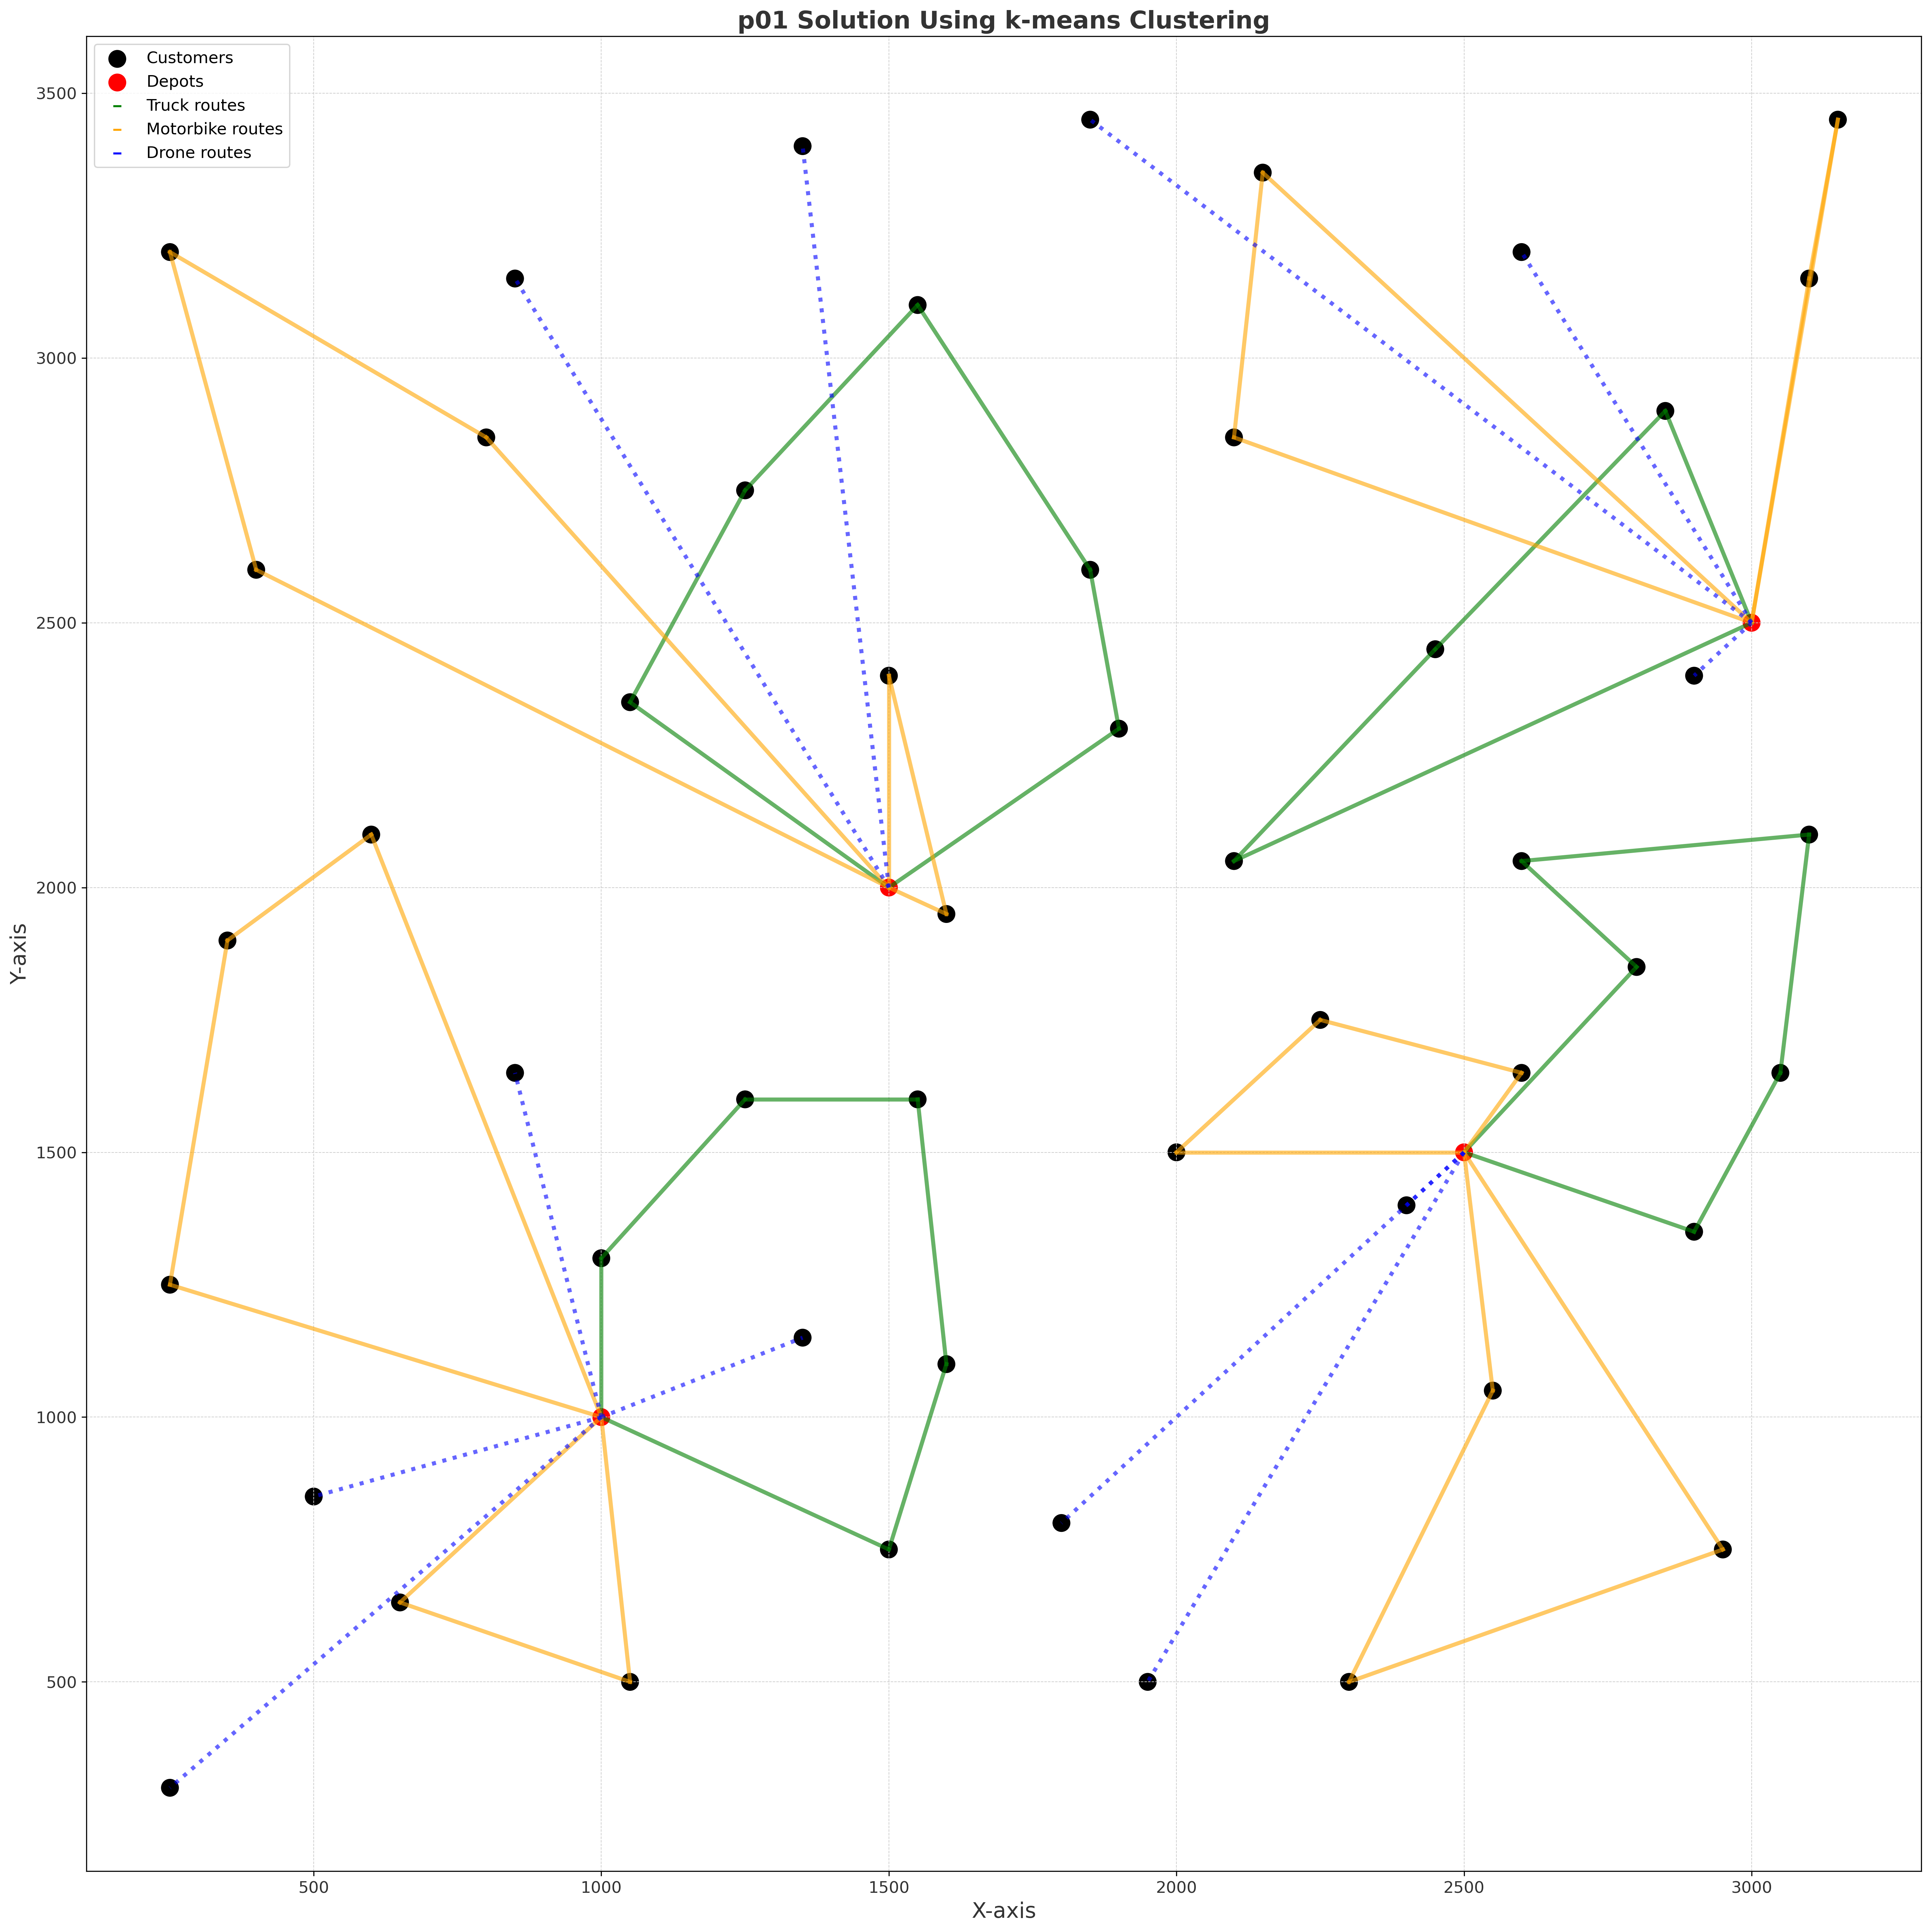 p01 Solution Using k-means Clustering
Customers
Depots
Truck routes
Motorbike routes
Drone routes
3500
3000
2500
2000
1500
1000
500
Y-axis
500
1000
1500
2000
2500
3000
X-axis